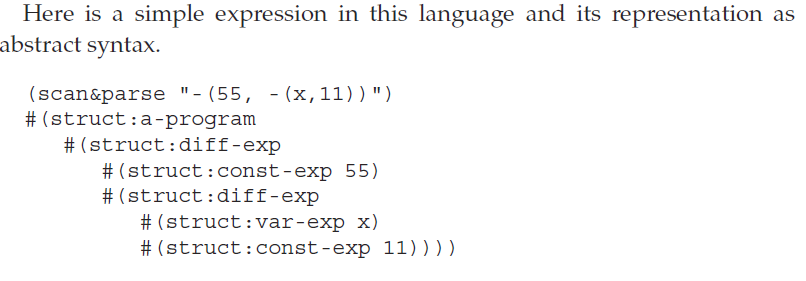 Here is a simple expression in this language and its representation as
abstract syntax.
(scan&parse "-(55, -(x,11))")
#(struct:a-program
#(struct:diff-exp
#(struct:const-exp 55)
#(struct:diff-exp
#(struct:var-exp x)
#(struct:const-exp 11))))